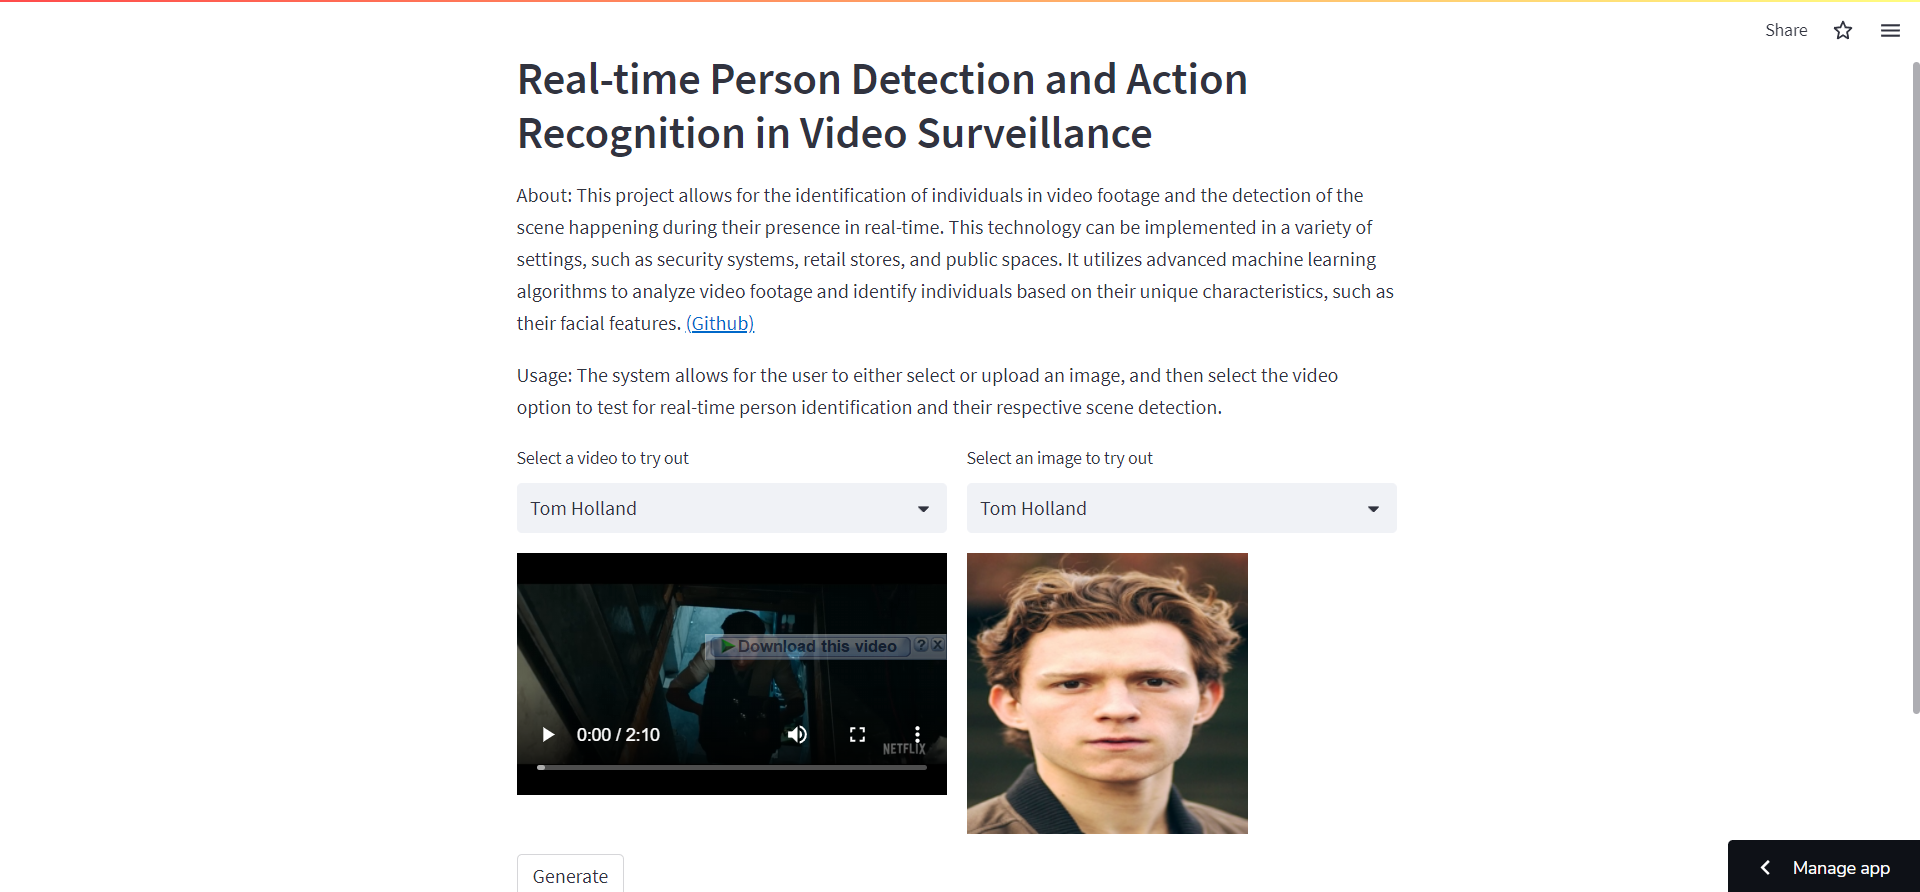 Share
Real-time Person Detection and Action
Recognition in Video Surveillance
About: This project allows for the identification of individuals in video footage and the detection of the
scene happening during their presence in real-time. This technology can be implemented in a variety of
settings, such as security systems, retail stores, and public spaces. It utilizes advanced machine learning
algorithms to analyze video footage and identify individuals based on their unique characteristics, such as
their facial features. (Github)
Usage: The system allows for the user to either select or upload an image, and then select the video
option to test for real-time person identification and their respective scene detection.
Select a video to try out
Select an image to try out
Tom Holland
Tom Holland
Download this video ? X
0:00 / 2:10
NETFLIX
Generate
Manage app